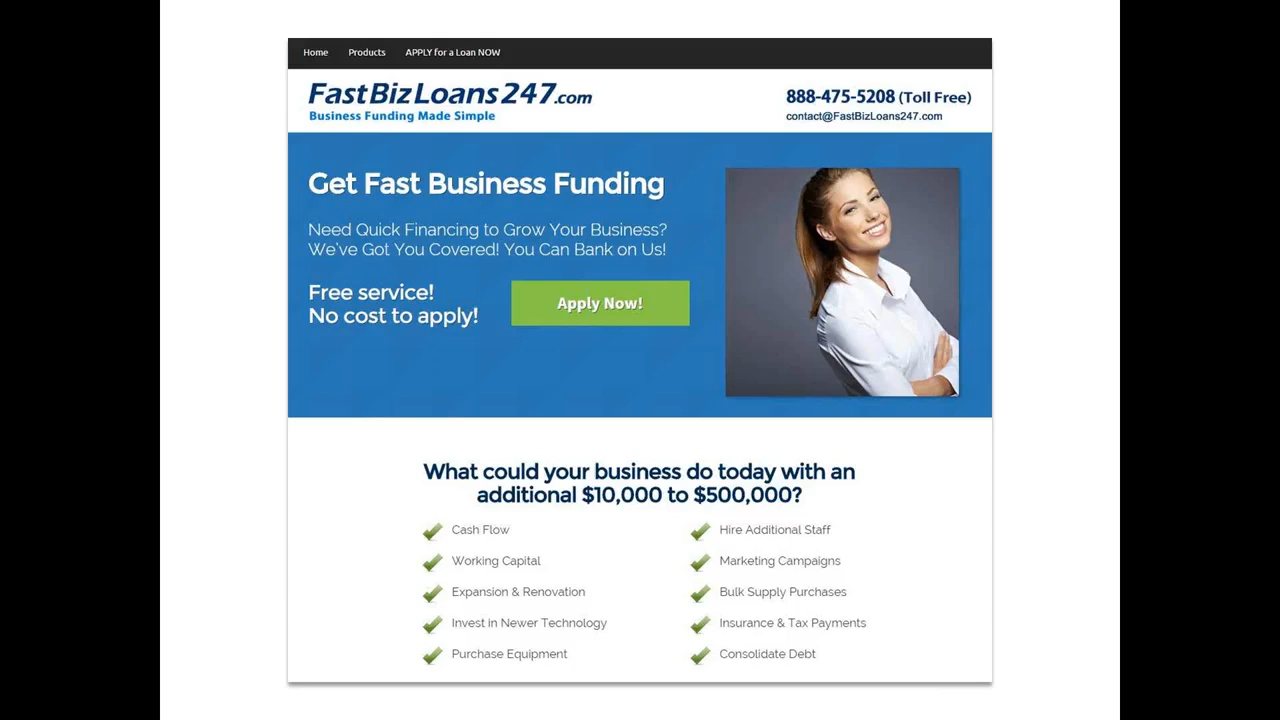 Home Products APPLY for a Loan NOW
FastBizLoans247.com
Business Funding Made Simple
888-475-5208 (Toll Free)
contact@FastBizLoans247.com
Get Fast Business Funding
Need Quick Financing to Grow Your Business?
We've Got You Covered! You Can Bank on Us!
Free service!
No cost to apply!
Apply Now!
What could your business do today with an
additional $10,000 to $500,000?
Cash Flow
Working Capital
Expansion & Renovation
Invest in Newer Technology
Purchase Equipment
Hire Additional Staff
Marketing Campaigns
Bulk Supply Purchases
Insurance & Tax Payments
Consolidate Debt